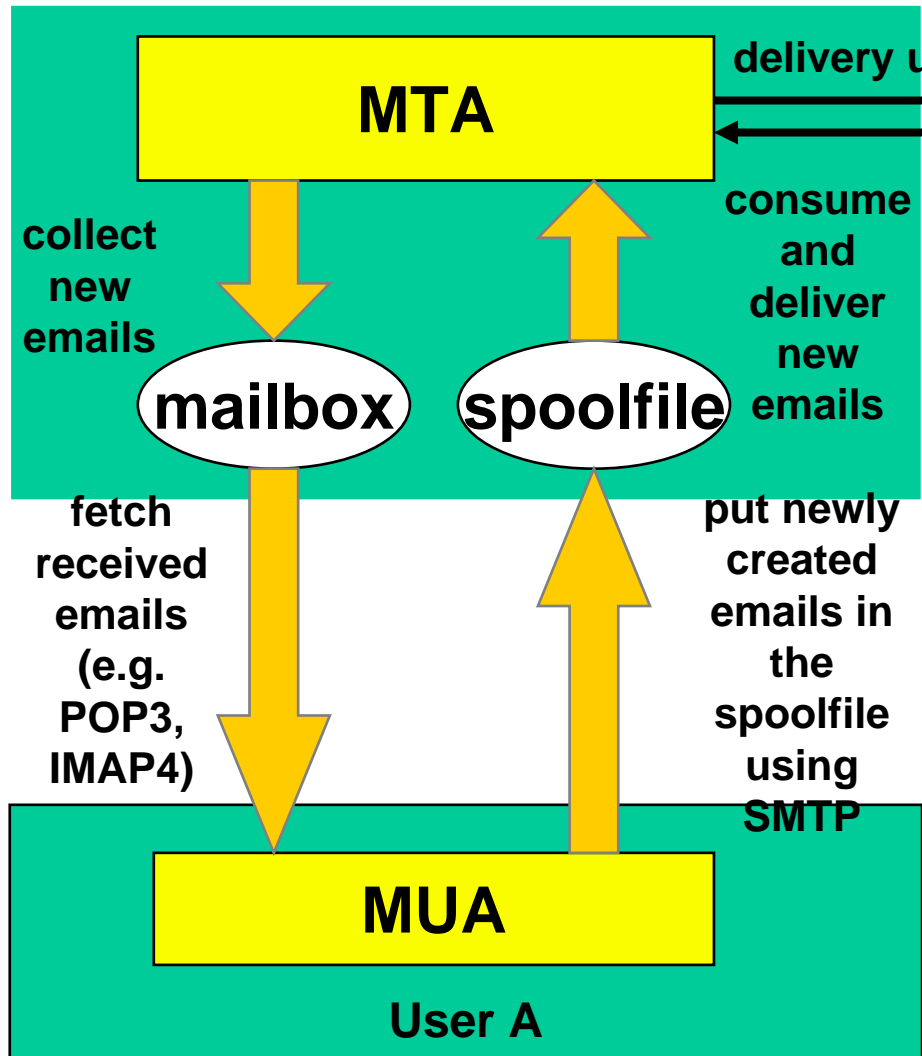 MTA
delivery u
collect
new
emails
consume
and
deliver
new
emails
mailbox
spoolfile
fetch
received
emails
(e.g.
POP3,
IMAP4)
put newly
created
emails in
the
spoolfile
using
SMTP
MUA
User A